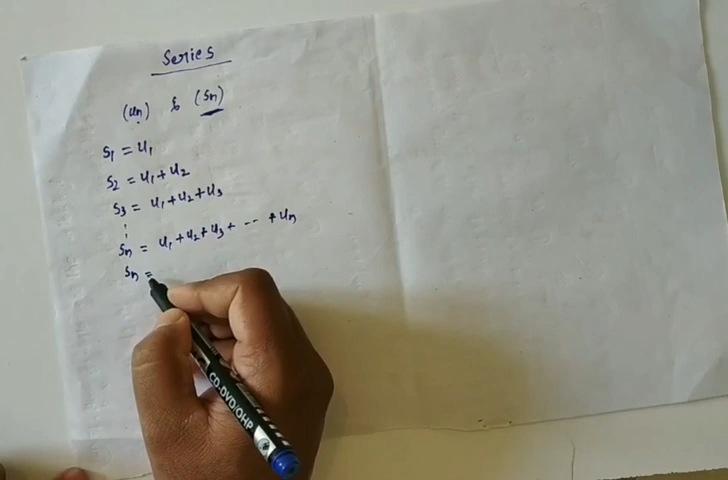 Series
(un) & (Sn)
S1 = u1
S2 = u1 + u2
S3 = u1 + u2 + u3
⋮
Sn = u1 + u2 + u3 + -- + un
Sn =
CD-DVD/OHP